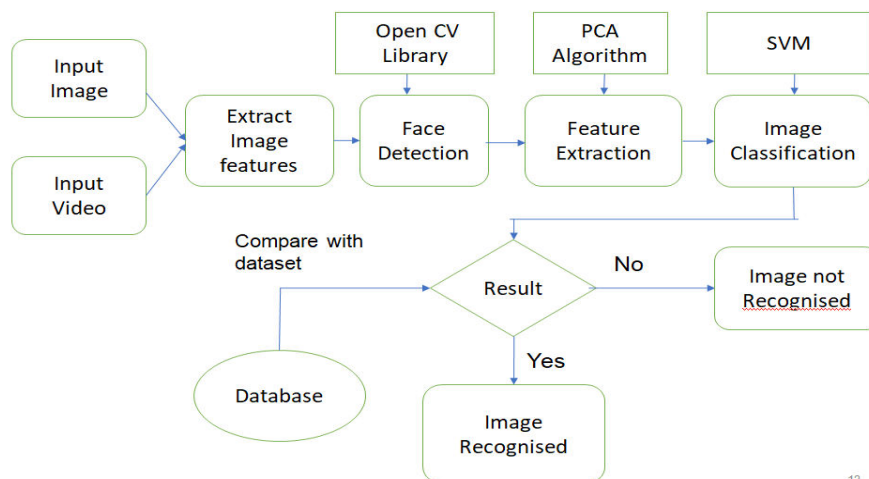 Input
Image
Input
Video
Extract
Image
features
Open CV
Library
Face
Detection
PCA
Algorithm
Feature
Extraction
SVM
Image
Classification
Compare with
dataset
Database
Result
No
Image not
Recognised
Yes
Image
Recognised
12